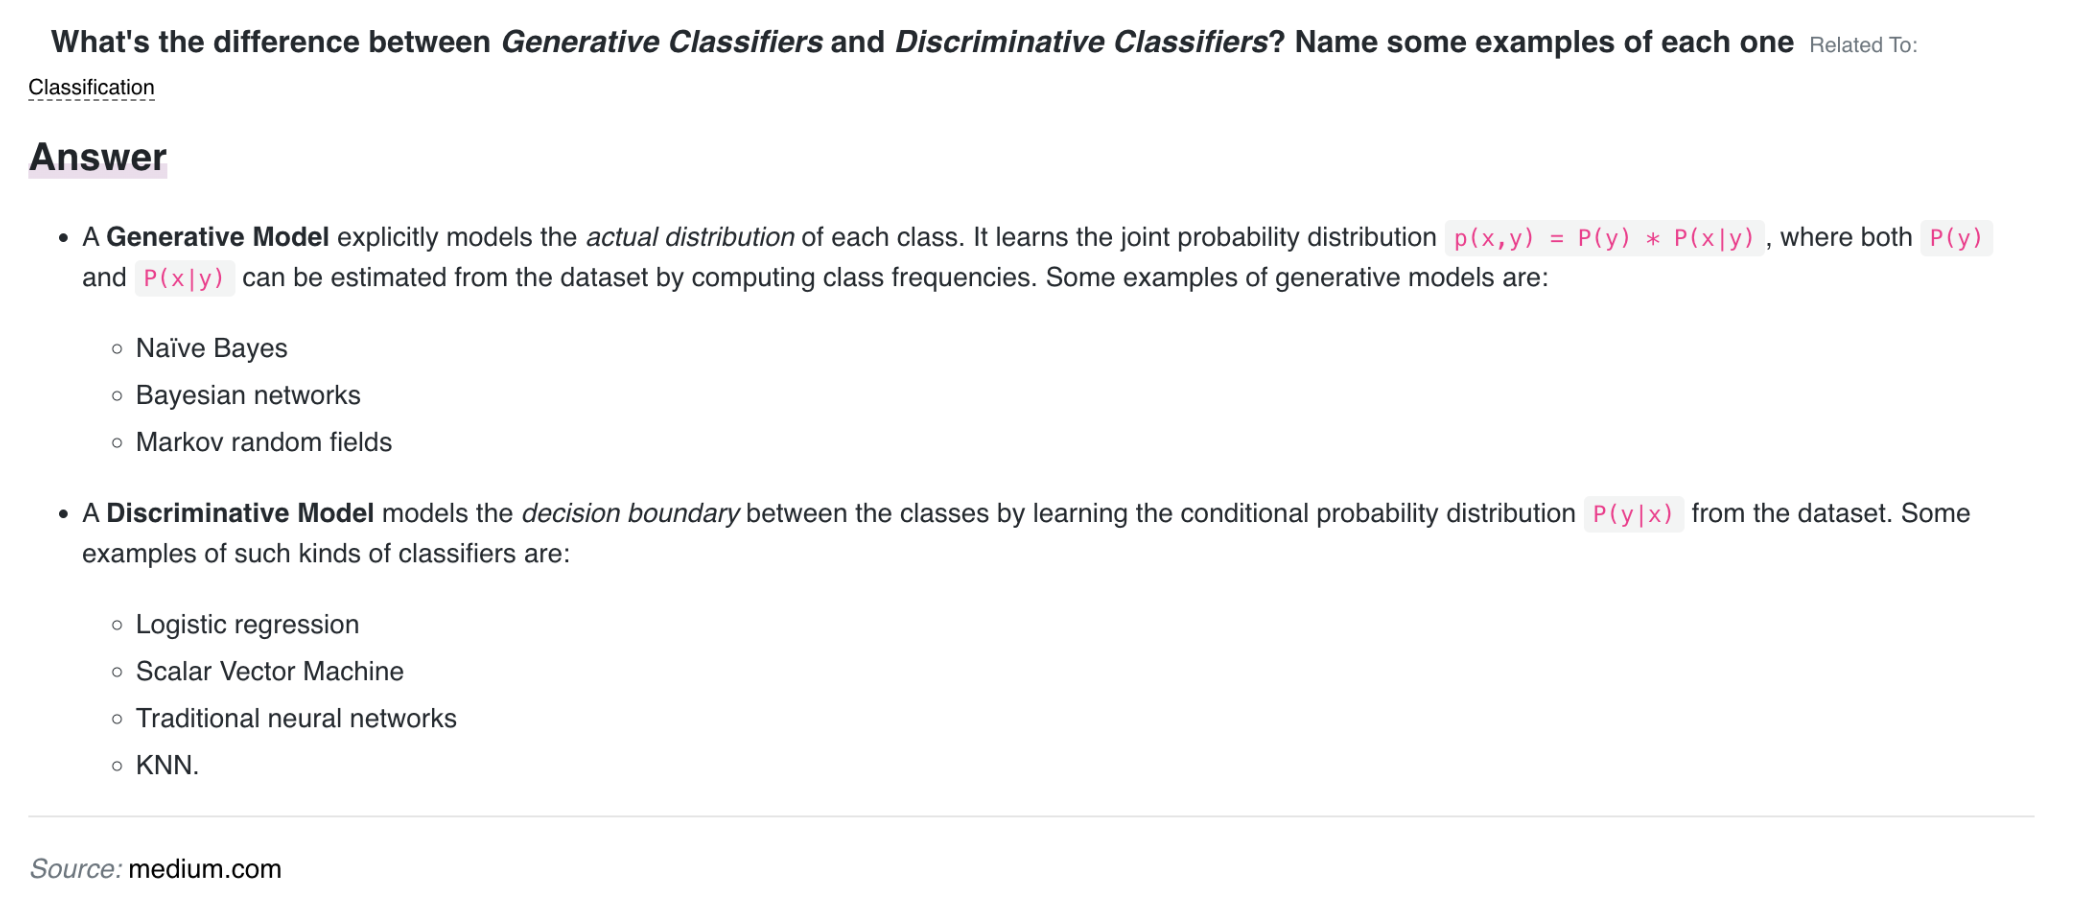 What's the difference between Generative Classifiers and Discriminative Classifiers? Name some examples of each one Related To:
Classification
Answer
• A Generative Model explicitly models the actual distribution of each class. It learns the joint probability distribution p(x,y) = P(y) * P(x|y) , where both P(y)
and P(x|y) can be estimated from the dataset by computing class frequencies. Some examples of generative models are:
◦ Naïve Bayes
◦ Bayesian networks
◦ Markov random fields
• A Discriminative Model models the decision boundary between the classes by learning the conditional probability distribution P(y|x) from the dataset. Some
examples of such kinds of classifiers are:
◦ Logistic regression
◦ Scalar Vector Machine
◦ Traditional neural networks
◦ KNN.
Source: medium.com